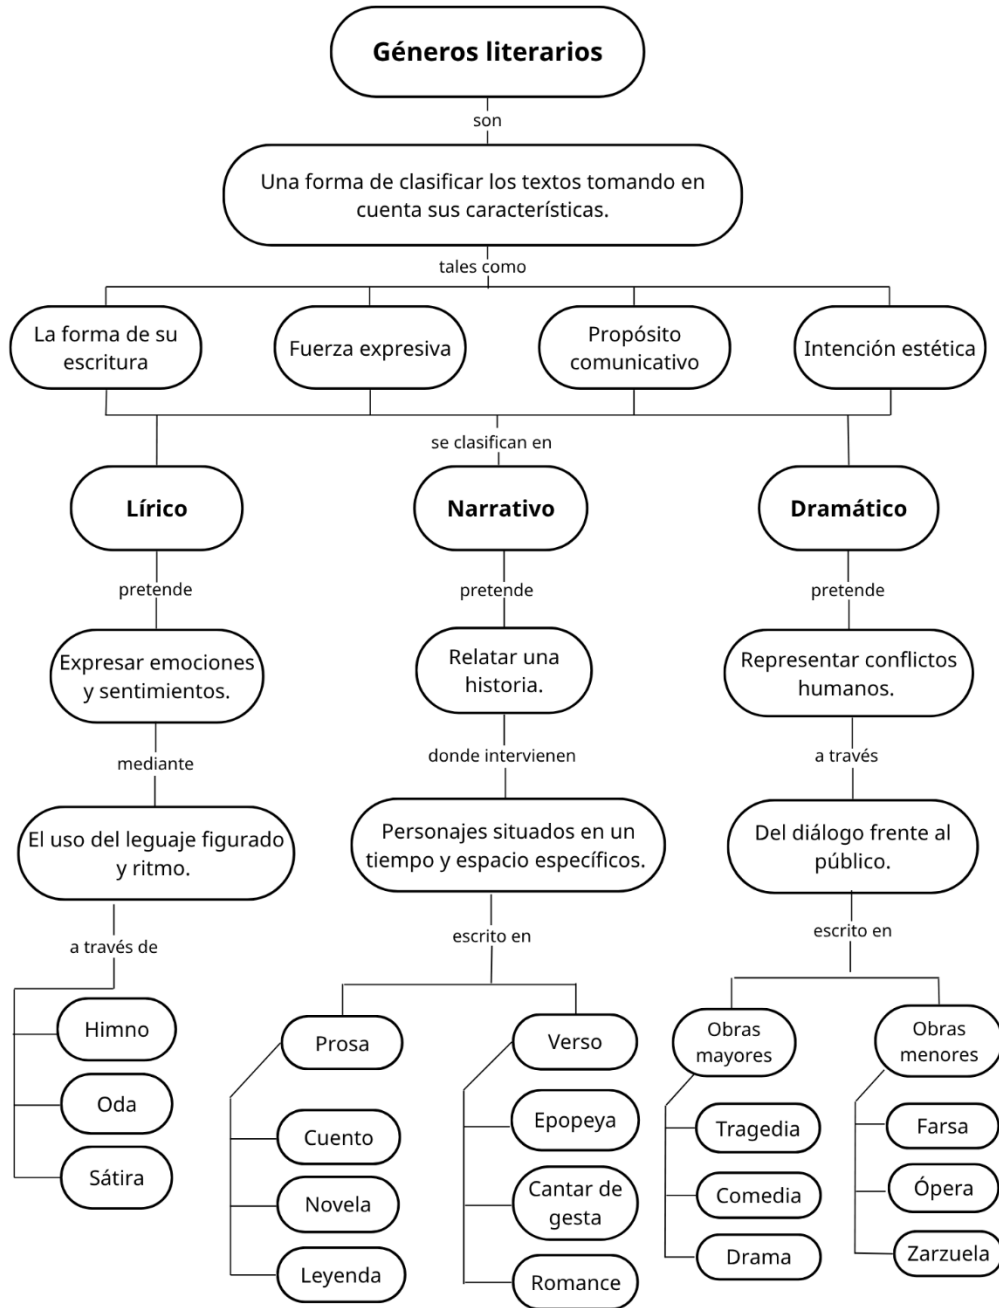 Géneros literarios
son
Una forma de clasificar los textos tomando en
cuenta sus características.
tales como
La forma de su
escritura
Fuerza expresiva
Propósito
comunicativo
Intención estética
se clasifican en
Lírico
Narrativo
Dramático
pretende
pretende
pretende
Expresar emociones
y sentimientos.
Relatar una
historia.
Representar conflictos
humanos.
mediante
donde intervienen
a través
El uso del leguaje figurado
y ritmo.
Personajes situados en un
tiempo y espacio específicos.
Del diálogo frente al
público.
a través de
escrito en
escrito en
Himno
Oda
Sátira
Prosa
Cuento
Novela
Leyenda
Verso
Epopeya
Cantar de
gesta
Romance
Obras
mayores
Tragedia
Comedia
Drama
Obras
menores
Farsa
Ópera
Zarzuela